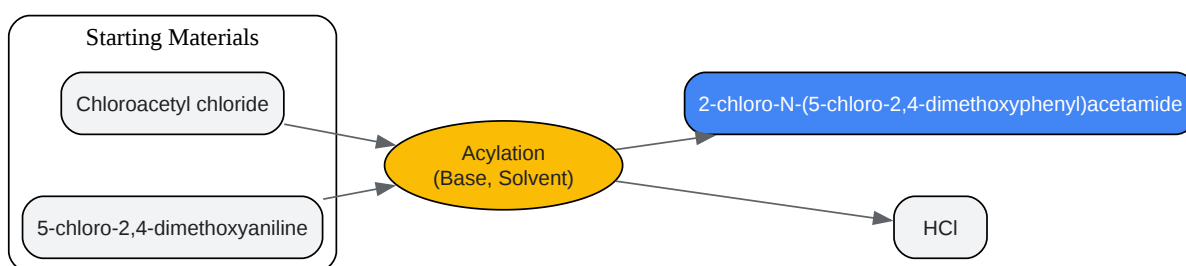 Starting Materials
Chloroacetyl chloride
5-chloro-2,4-dimethoxyaniline
Acylation
(Base, Solvent)
2-chloro-N-(5-chloro-2,4-dimethoxyphenyl)acetamide
HCl